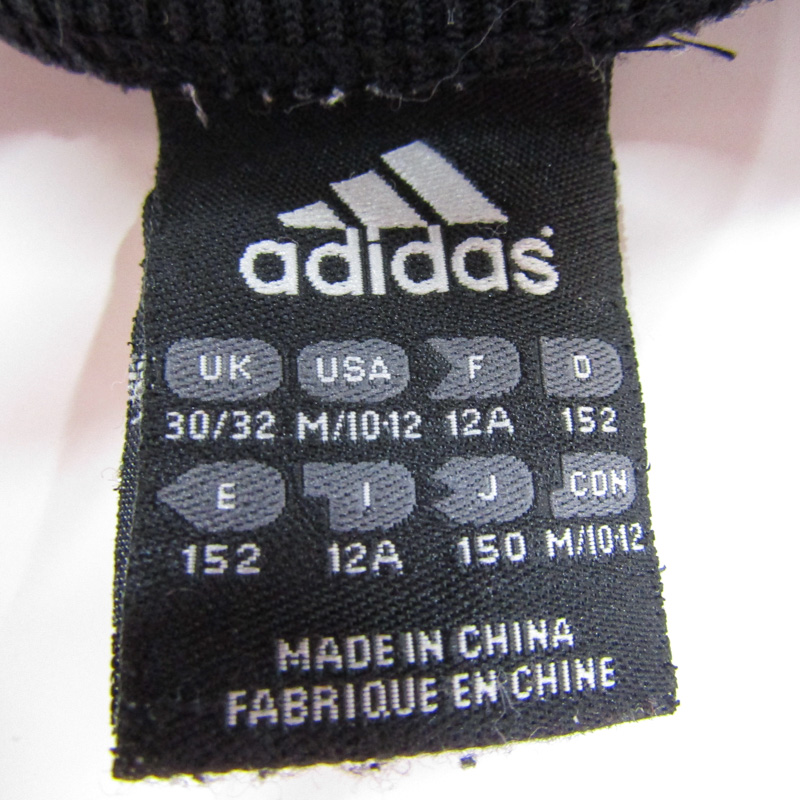 adidas
UK USA F D
30/32 M/10-12 12A 152
E I J CDN
152 12A 150 M/10-12
MADE IN CHINA
FABRIQUE EN CHINE